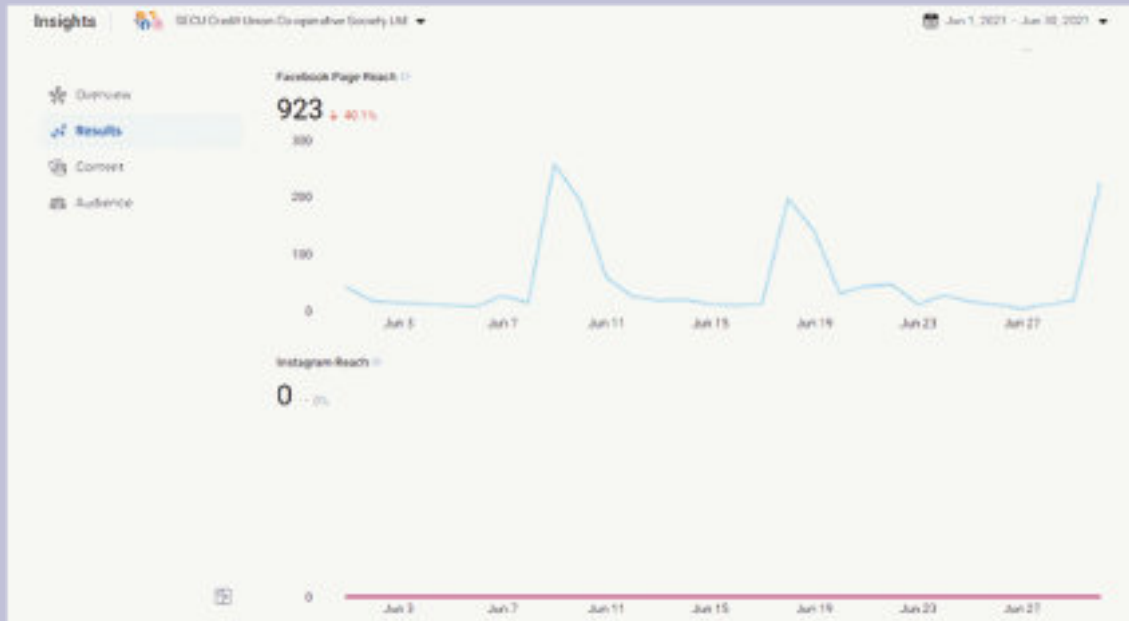 Insights
SECU Credit Union Co-operative Society Ltd
Jun 1, 2021 - Jun 30, 2021
Overview
Results
Content
Audience
Facebook Page Reach
923 ↓ 40.1%
300
200
100
0
Jun 3 Jun 7 Jun 11 Jun 15 Jun 19 Jun 23 Jun 27
Instagram Reach
0 -- 0%
0
Jun 3 Jun 7 Jun 11 Jun 15 Jun 19 Jun 23 Jun 27